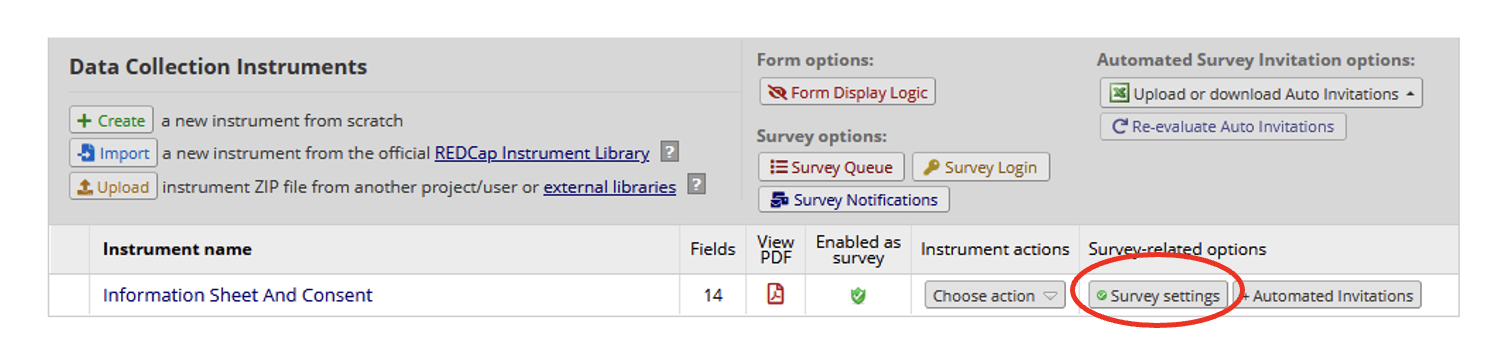 Data Collection Instruments
Create a new instrument from scratch
Import a new instrument from the official REDCap Instrument Library ?
Upload instrument ZIP file from another project/user or external libraries ?
Form options:
Form Display Logic
Survey options:
Survey Queue Survey Login
Survey Notifications
Automated Survey Invitation options:
Upload or download Auto Invitations
Re-evaluate Auto Invitations
Instrument name Fields View PDF Enabled as survey Instrument actions Survey-related options
Information Sheet And Consent 14 Choose action Survey settings + Automated Invitations